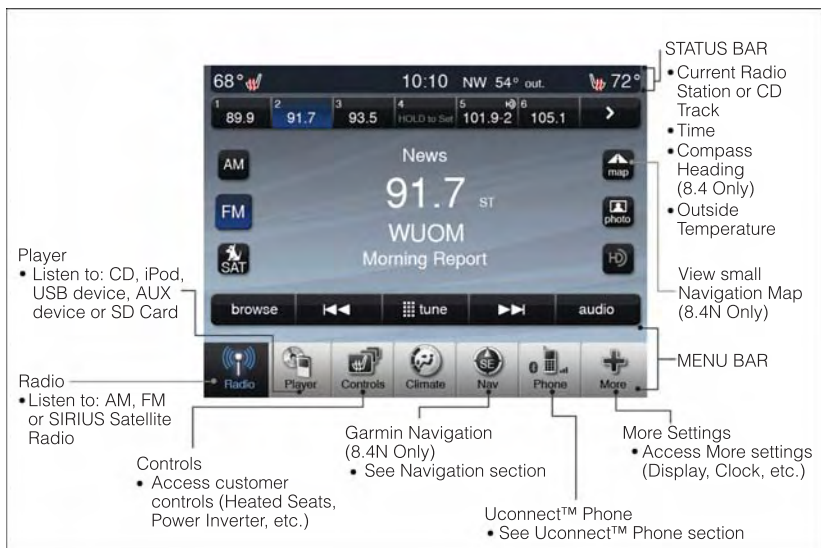 68° 10:10 NW 54° out. 72°
1 89.9
2 91.7
3 93.5
4 HOLD to Set
5 HD 101.9-2
6 105.1
>
AM
FM
SAT
News
91.7 ST
WUOM
Morning Report
map
photo
HD
browse
tune
audio
Radio
Player
Controls
Climate
SE
Nav
0
Phone
More
STATUS BAR
• Current Radio
Station or CD
Track
• Time
• Compass
Heading
(8.4 Only)
• Outside
Temperature
View small
Navigation Map
(8.4N Only)
MENU BAR
Player
• Listen to: CD, iPod,
USB device, AUX
device or SD Card
Radio
• Listen to: AM, FM
or SIRIUS Satellite
Radio
Controls
• Access customer
controls (Heated Seats,
Power Inverter, etc.)
Garmin Navigation
(8.4N Only)
• See Navigation section
Uconnect™ Phone
• See Uconnect™ Phone section
More Settings
• Access More settings
(Display, Clock, etc.)